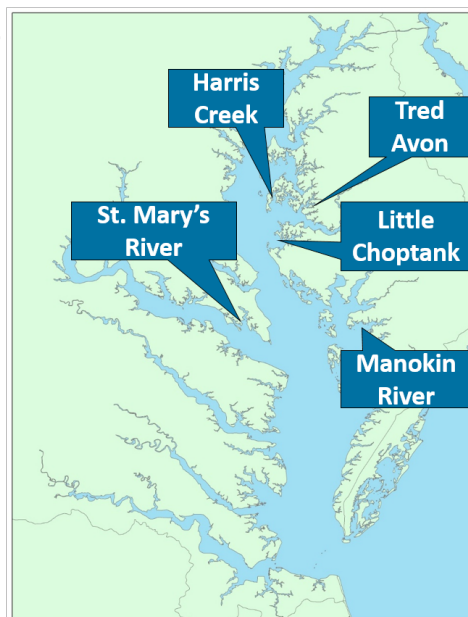 Harris
Creek
Tred
Avon
St. Mary’s
River
Little
Choptank
Manokin
River